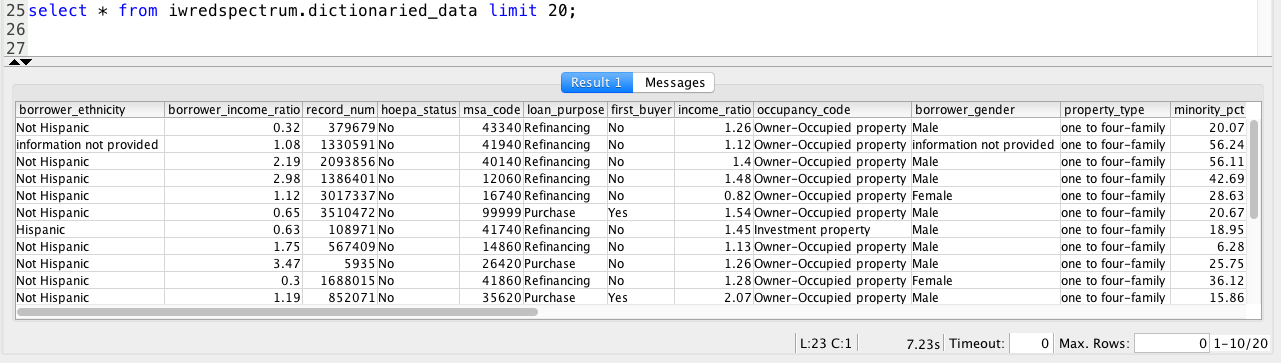 25 select * from iwredspectrum.dictionaried_data limit 20;
26
27
Result 1 Messages
borrower_ethnicity borrower_income_ratio record_num hoepa_status msa_code loan_purpose first_buyer income_ratio occupancy_code borrower_gender property_type minority_pct
Not Hispanic 0.32 379679 No 43340 Refinancing No 1.26 Owner-Occupied property Male one to four-family 20.07
information not provided 1.08 1330591 No 41940 Refinancing No 1.12 Owner-Occupied property information not provided one to four-family 56.24
Not Hispanic 2.19 2093856 No 40140 Refinancing No 1.4 Owner-Occupied property Male one to four-family 56.11
Not Hispanic 2.98 1386401 No 12060 Refinancing No 1.48 Owner-Occupied property Male one to four-family 42.69
Not Hispanic 1.12 3017337 No 16740 Refinancing No 0.82 Owner-Occupied property Female one to four-family 28.63
Not Hispanic 0.65 3510472 No 99999 Purchase Yes 1.54 Owner-Occupied property Male one to four-family 20.67
Hispanic 0.63 108971 No 41740 Refinancing No 1.45 Investment property Male one to four-family 18.95
Not Hispanic 1.75 567409 No 14860 Refinancing No 1.13 Owner-Occupied property Male one to four-family 6.28
Not Hispanic 3.47 5935 No 26420 Purchase No 1.26 Owner-Occupied property Male one to four-family 25.75
Not Hispanic 0.3 1688015 No 41860 Refinancing No 1.28 Owner-Occupied property Female one to four-family 36.12
Not Hispanic 1.19 852071 No 35620 Purchase Yes 2.07 Owner-Occupied property Male one to four-family 15.86
L:23 C:1 7.23s Timeout: 0 Max. Rows: 0 1-10/20